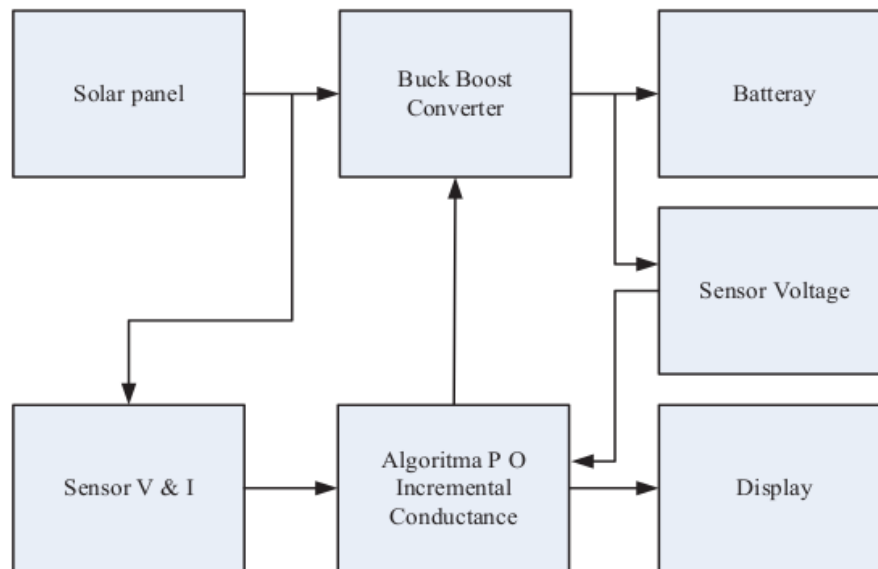 Solar panel
Buck Boost
Converter
Batteray
Sensor Voltage
Sensor V & I
Algoritma P O
Incremental
Conductance
Display